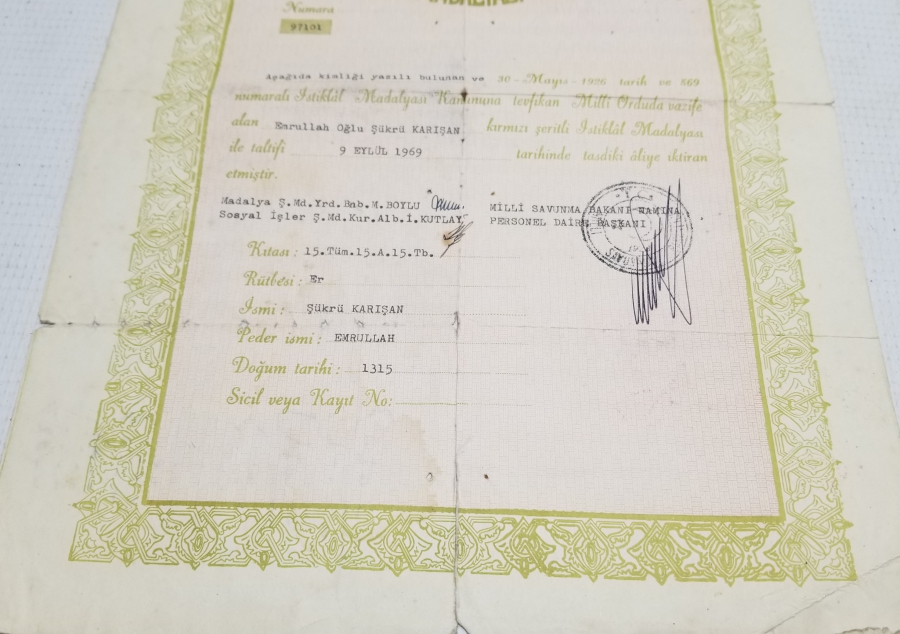 MADALYASI
Numara
97101
Aşağıda kimliği yazılı bulunan ve 30-Mayıs-1926 tarih ve 869
numaralı İstiklâl Madalyası Kanununa tevfikan Milli Orduda vazife
alan Emrullah Oğlu Şükrü KARIŞAN kırmızı şeritli İstiklâl Madalyası
ile taltifi 9 EYLÜL 1969 tarihinde tasdiki âliye iktiran
etmiştir.
Madalya Ş.Md.Yrd.Bnb.M.BOYLU
Sosyal İşler Ş.Md.Kur.Alb.İ.KUTLAY
MİLLİ SAVUNMA BAKANI NAMINA
PERSONEL DAİRE BAŞKANI
Kıtası: 15.Tüm.15.A.15.Tb.
Rütbesi: Er
İsmi: Şükrü KARIŞAN
Peder ismi: EMRULLAH
Doğum tarihi: 1315
Sicil veya Kayıt No: